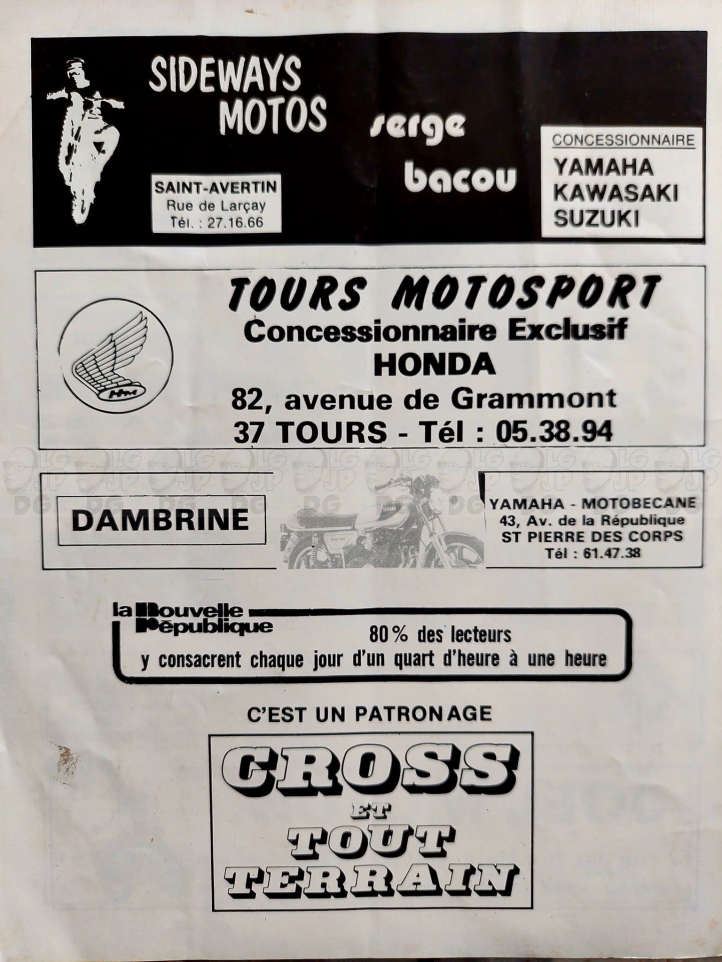 SIDEWAYS
MOTOS
serge
bacou
SAINT-AVERTIN
Rue de Larçay
Tél. : 27.16.66
CONCESSIONNAIRE
YAMAHA
KAWASAKI
SUZUKI
TOURS MOTOSPORT
Concessionnaire Exclusif
HONDA
82, avenue de Grammont
37 TOURS - Tél : 05.38.94
HM
DAMBRINE
YAMAHA - MOTOBECANE
43, Av. de la République
ST PIERRE DES CORPS
Tél : 61.47.38
la Nouvelle
République
80% des lecteurs
y consacrent chaque jour d'un quart d'heure à une heure
C'EST UN PATRONAGE
CROSS
ET
TOUT
TERRAIN